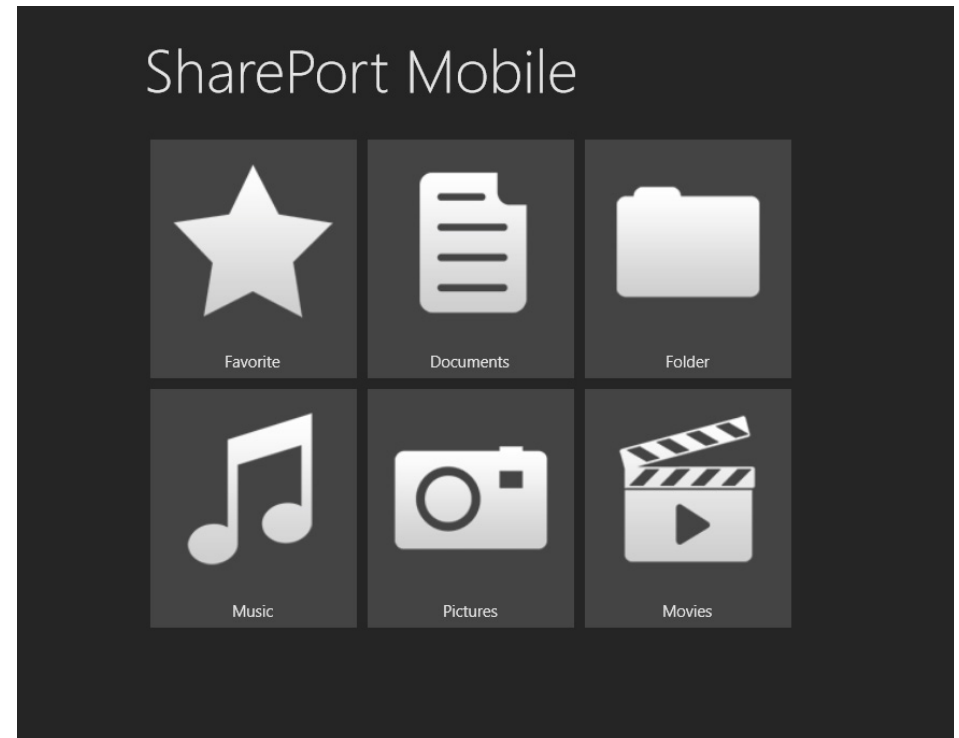 SharePort Mobile
Favorite
Documents
Folder
Music
Pictures
Movies